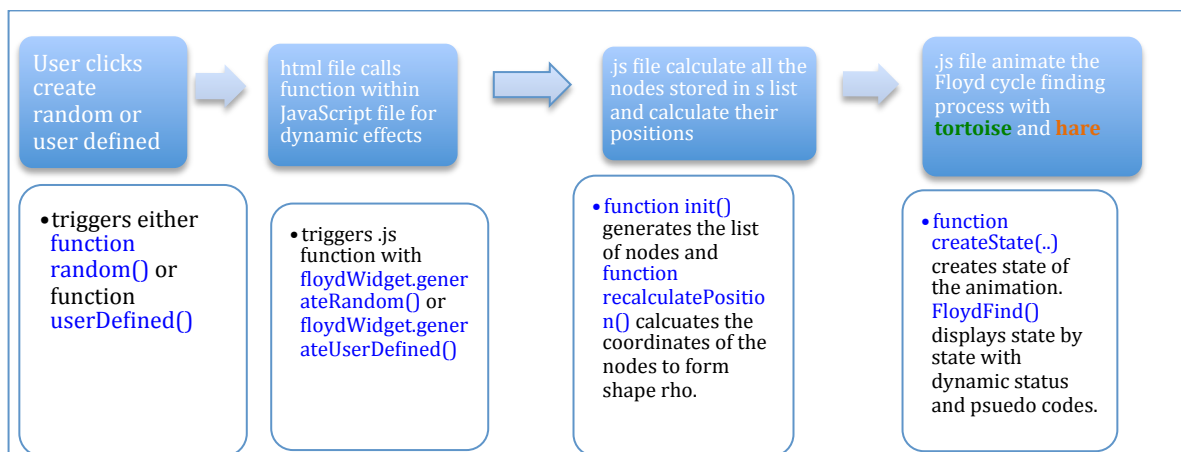 User clicks
create
random or
user defined
html file calls
function within
JavaScript file for
dynamic effects
.js file calculate all the
nodes stored in s list
and calculate their
positions
.js file animate the
Floyd cycle finding
process with
tortoise and hare
•triggers either
function
random() or
function
userDefined()
•triggers .js
function with
floydWidget.gener
ateRandom() or
floydWidget.gener
ateUserDefined()
•function init()
generates the list
of nodes and
function
recalculatePositio
n() calcuates the
coordinates of the
nodes to form
shape rho.
•function
createState(..)
creates state of
the animation.
FloydFind()
displays state by
state with
dynamic status
and psuedo codes.